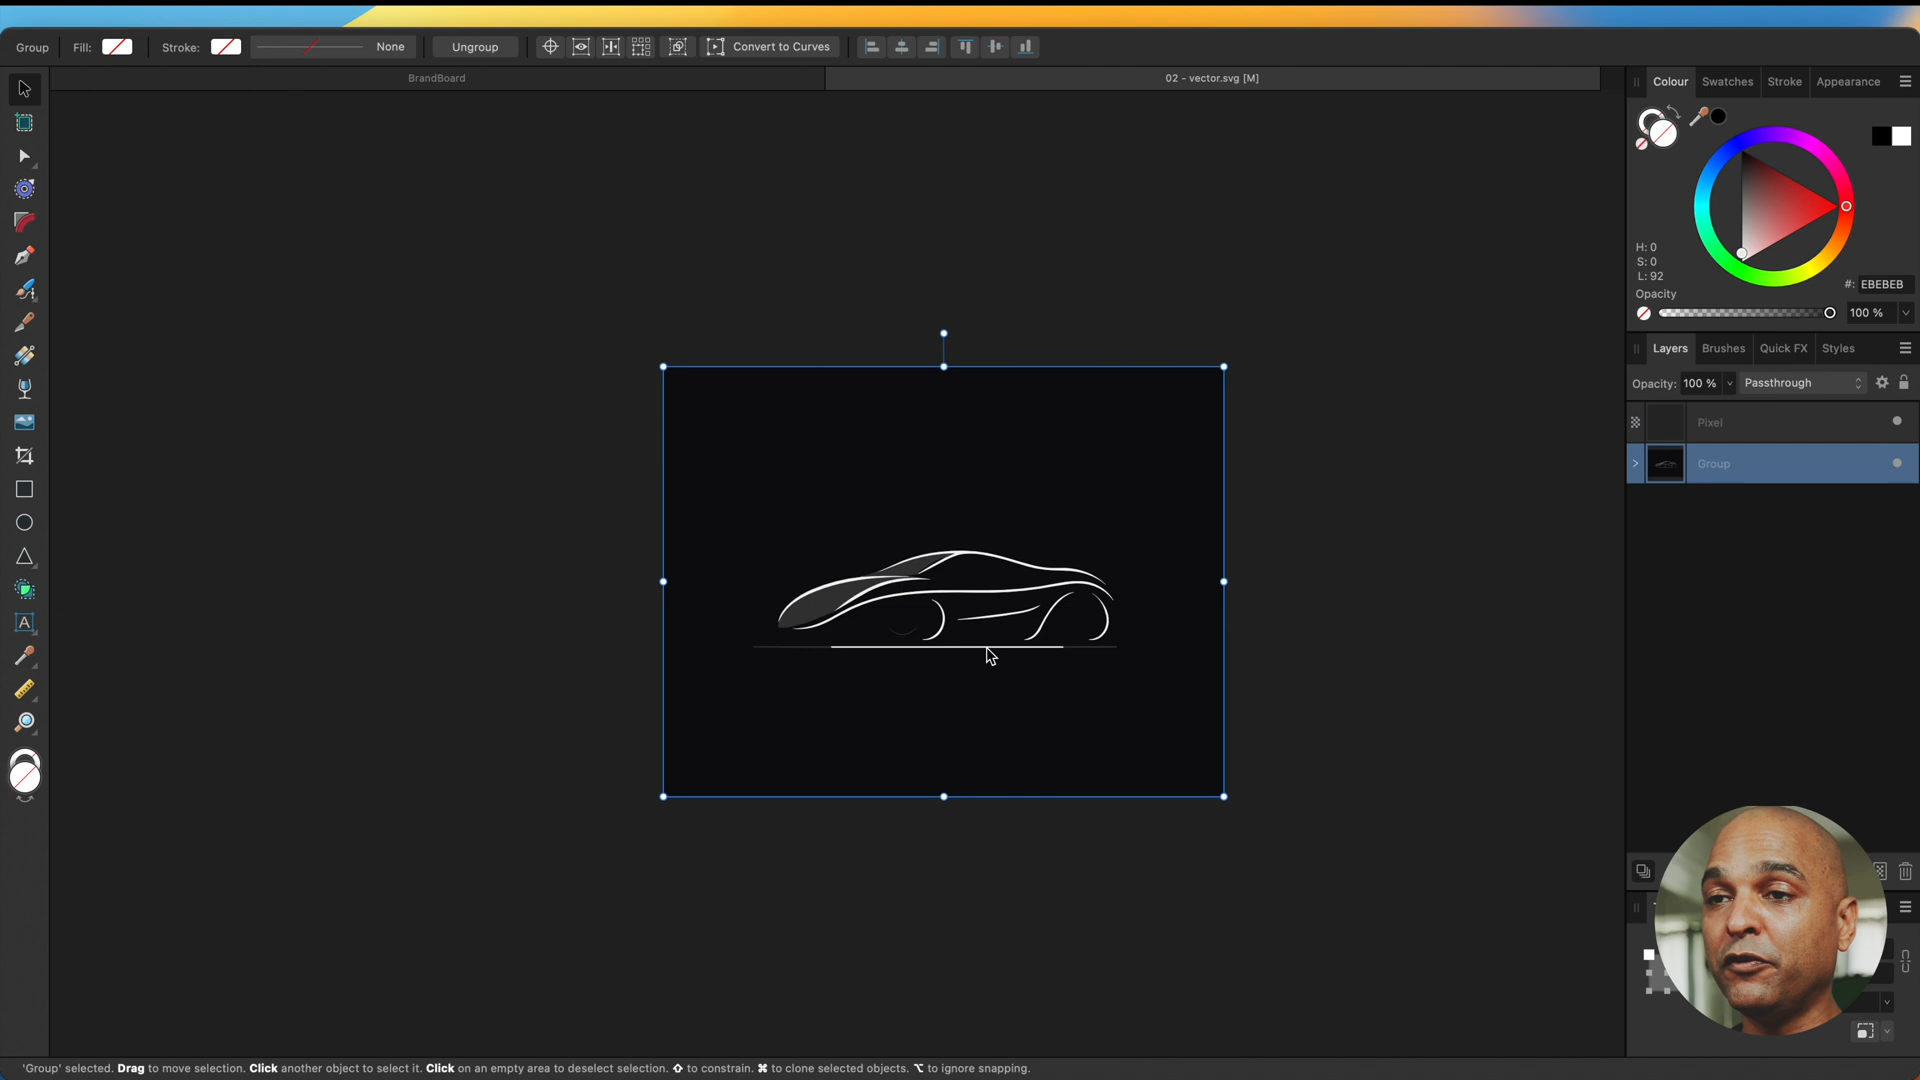 Group Fill: Stroke: None Ungroup Convert to Curves
BrandBoard
02 - vector.svg [M]
Colour Swatches Stroke Appearance
H: 0
S: 0
L: 92
#: EBEBEB
Opacity
100 %
Layers Brushes Quick FX Styles
Opacity: 100 % Passthrough
Pixel
Group
A
'Group' selected. Drag to move selection. Click another object to select it. Click on an empty area to deselect selection. ⇧ to constrain. ⌘ to clone selected objects. ⌥ to ignore snapping.